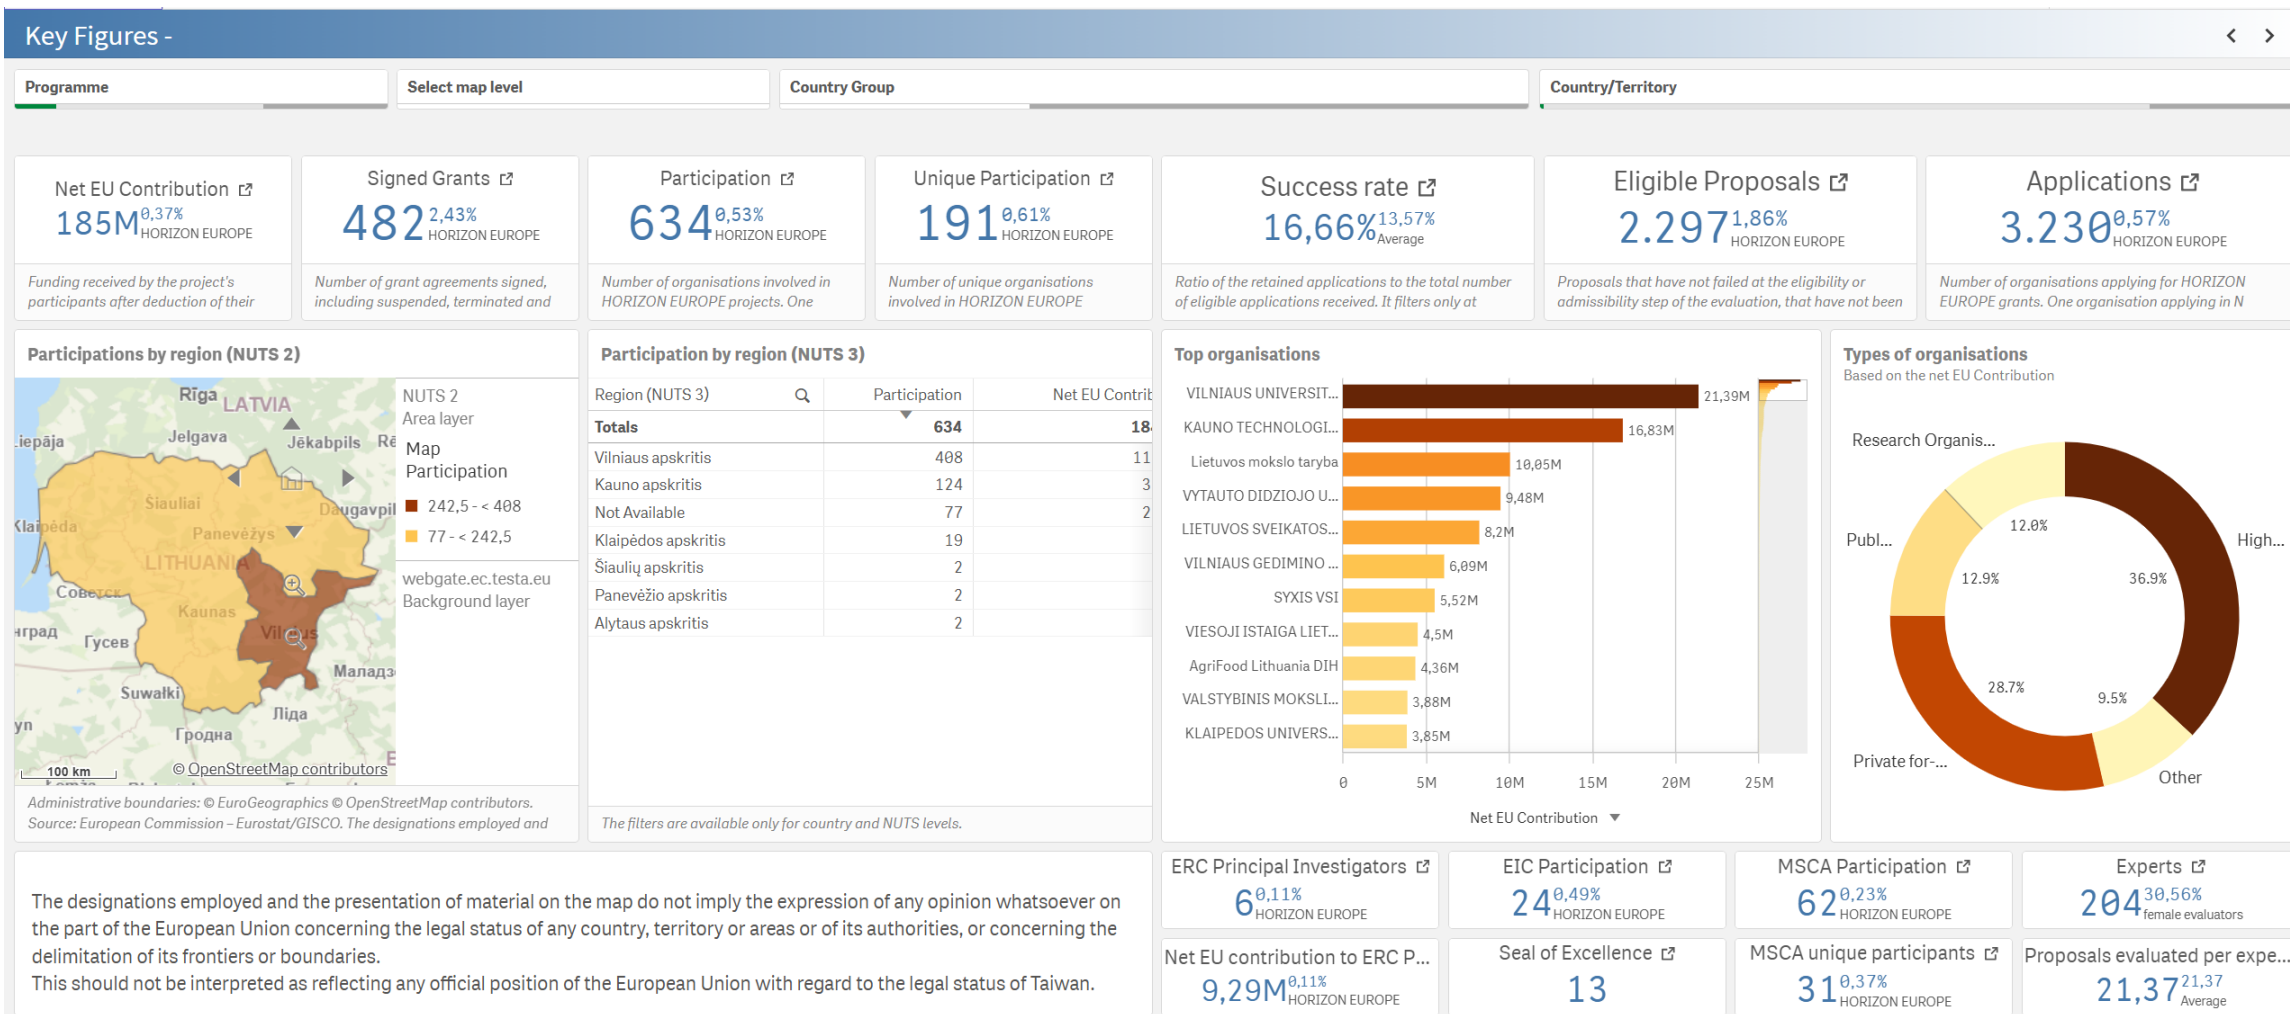 Key Figures -
Programme
Select map level
Country Group
Country/Territory
Net EU Contribution
185M 0,37%
HORIZON EUROPE
Funding received by the project's
participants after deduction of their
Signed Grants
482 2,43%
HORIZON EUROPE
Number of grant agreements signed,
including suspended, terminated and
Participation
634 0,53%
HORIZON EUROPE
Number of organisations involved in
HORIZON EUROPE projects. One
Unique Participation
191 0,61%
HORIZON EUROPE
Number of unique organisations
involved in HORIZON EUROPE
Success rate
16,66% 13,57%
Average
Ratio of the retained applications to the total number
of eligible applications received. It filters only at
Eligible Proposals
2.297 1,86%
HORIZON EUROPE
Proposals that have not failed at the eligibility or
admissibility step of the evaluation, that have not been
Applications
3.230 0,57%
HORIZON EUROPE
Number of organisations applying for HORIZON
EUROPE grants. One organisation applying in N
Participations by region (NUTS 2)
Rīga
LATVIA
Liepāja
Jelgava
Jēkabpils
Rē
Šiauliai
Daugavpil
Klaipėda
Panevėžys
LITHUANIA
Советск
Kaunas
нград
Гусев
Vilnius
Маладз
Suwałki
Ліда
yn
Гродна
100 km
© OpenStreetMap contributors
NUTS 2
Area layer
Map
Participation
242,5 - < 408
77 - < 242,5
webgate.ec.testa.eu
Background layer
Administrative boundaries: © EuroGeographics © OpenStreetMap contributors.
Source: European Commission – Eurostat/GISCO. The designations employed and
Participation by region (NUTS 3)
Region (NUTS 3) Participation Net EU Contrib
Totals 634 18
Vilniaus apskritis 408 11
Kauno apskritis 124 3
Not Available 77 2
Klaipėdos apskritis 19
Šiaulių apskritis 2
Panevėžio apskritis 2
Alytaus apskritis 2
The filters are available only for country and NUTS levels.
Top organisations
VILNIAUS UNIVERSIT... 21,39M
KAUNO TECHNOLOGI... 16,83M
Lietuvos mokslo taryba 10,05M
VYTAUTO DIDZIOJO U... 9,48M
LIETUVOS SVEIKATOS... 8,2M
VILNIAUS GEDIMINO ... 6,09M
SYXIS VSI 5,52M
VIESOJI ISTAIGA LIET... 4,5M
AgriFood Lithuania DIH 4,36M
VALSTYBINIS MOKSLI... 3,88M
KLAIPEDOS UNIVERS... 3,85M
0 5M 10M 15M 20M 25M
Net EU Contribution
Types of organisations
Based on the net EU Contribution
Research Organis...
12.0%
Publ...
High...
12.9%
36.9%
28.7%
9.5%
Private for-...
Other
The designations employed and the presentation of material on the map do not imply the expression of any opinion whatsoever on
the part of the European Union concerning the legal status of any country, territory or areas or of its authorities, or concerning the
delimitation of its frontiers or boundaries.
This should not be interpreted as reflecting any official position of the European Union with regard to the legal status of Taiwan.
ERC Principal Investigators
6 0,11%
HORIZON EUROPE
EIC Participation
24 0,49%
HORIZON EUROPE
MSCA Participation
62 0,23%
HORIZON EUROPE
Experts
204 30,56%
female evaluators
Net EU contribution to ERC P...
9,29M 0,11%
HORIZON EUROPE
Seal of Excellence
13
MSCA unique participants
31 0,37%
HORIZON EUROPE
Proposals evaluated per expe...
21,37 21,37
Average